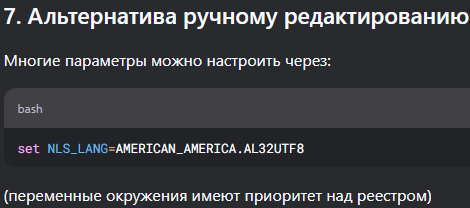 7. Альтернатива ручному редактированию
Многие параметры можно настроить через:
bash
set NLS_LANG=AMERICAN_AMERICA.AL32UTF8
(переменные окружения имеют приоритет над реестром)